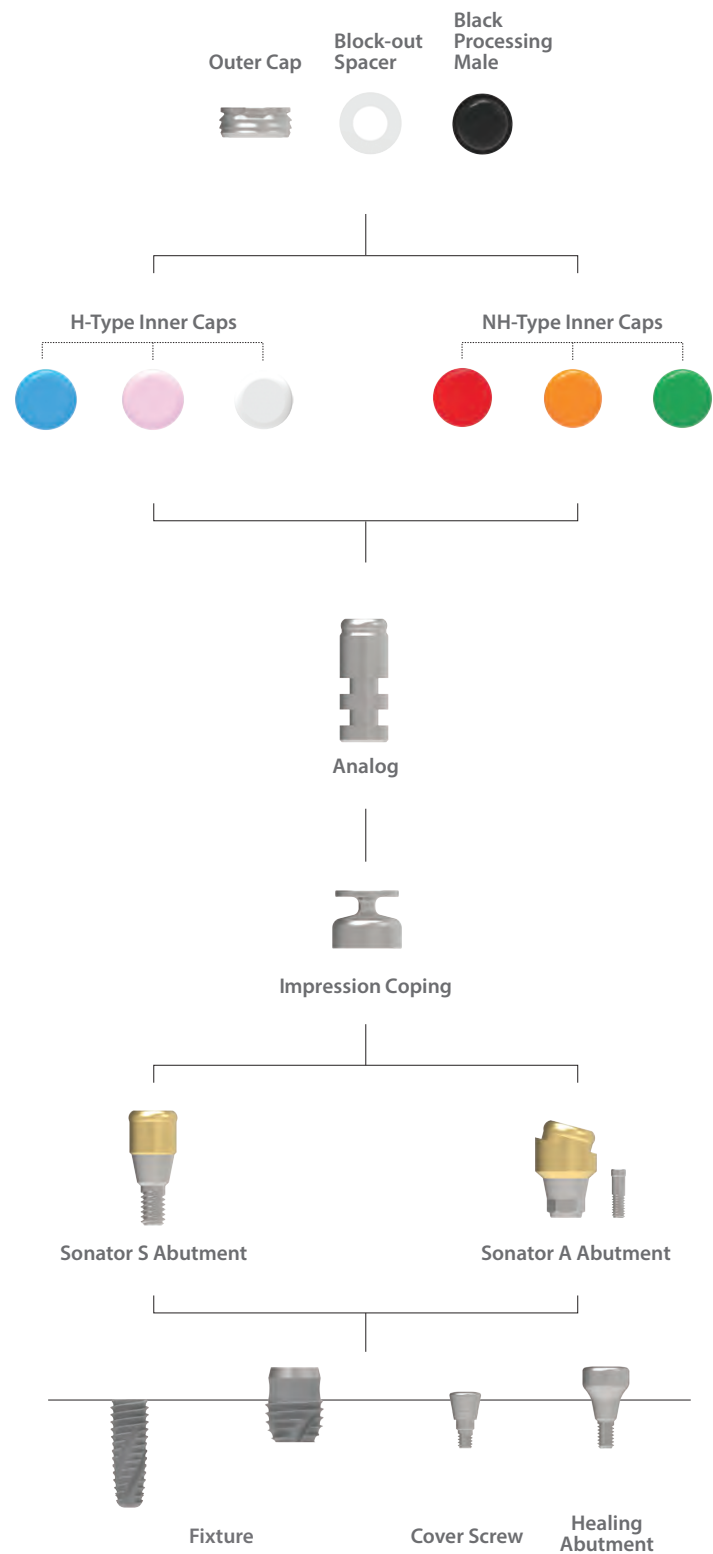 Outer Cap
Block-out
Spacer
Black
Processing
Male
H-Type Inner Caps
NH-Type Inner Caps
Analog
Impression Coping
Sonator S Abutment
Sonator A Abutment
Fixture
Cover Screw
Healing
Abutment